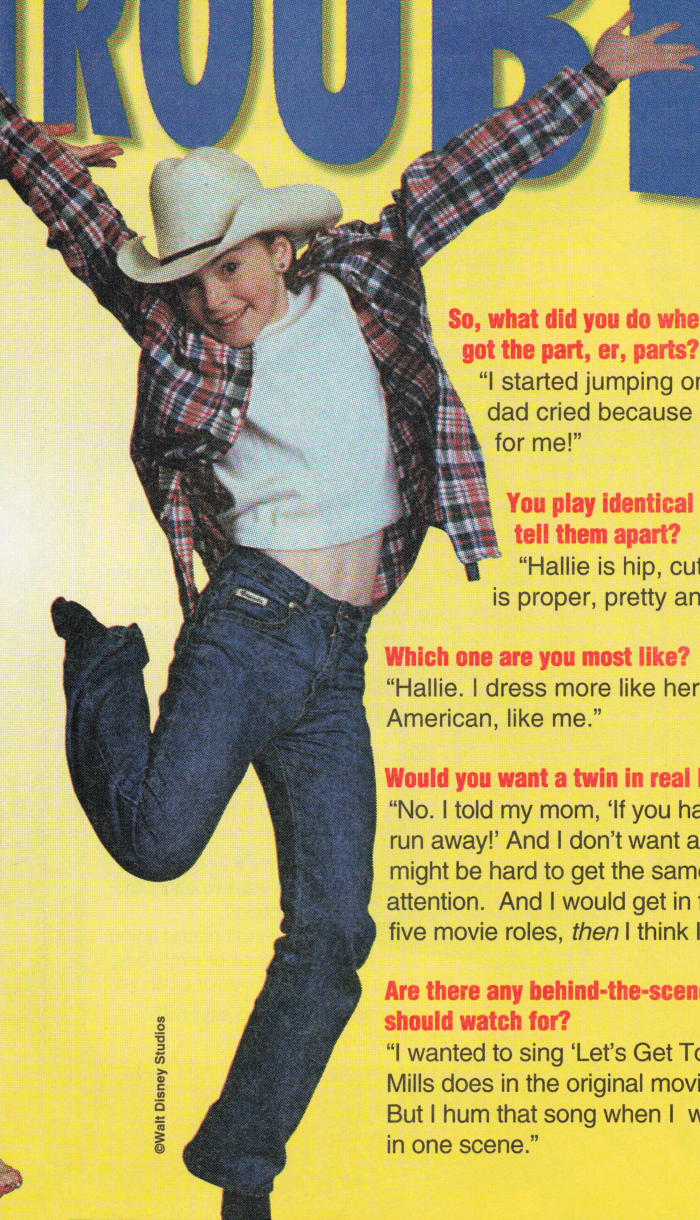 ROUBL
So, what did you do whe
got the part, er, parts?
“I started jumping or
dad cried because
for me!”
You play identical
tell them apart?
“Hallie is hip, cut
is proper, pretty an
Which one are you most like?
“Hallie. I dress more like her
American, like me.”
Would you want a twin in real l
“No. I told my mom, ‘If you ha
run away!’ And I don’t want a
might be hard to get the same
attention. And I would get in t
five movie roles, then I think I
Are there any behind-the-scene
should watch for?
“I wanted to sing ‘Let’s Get To
Mills does in the original movi
But I hum that song when I w
in one scene.”
©Walt Disney Studios